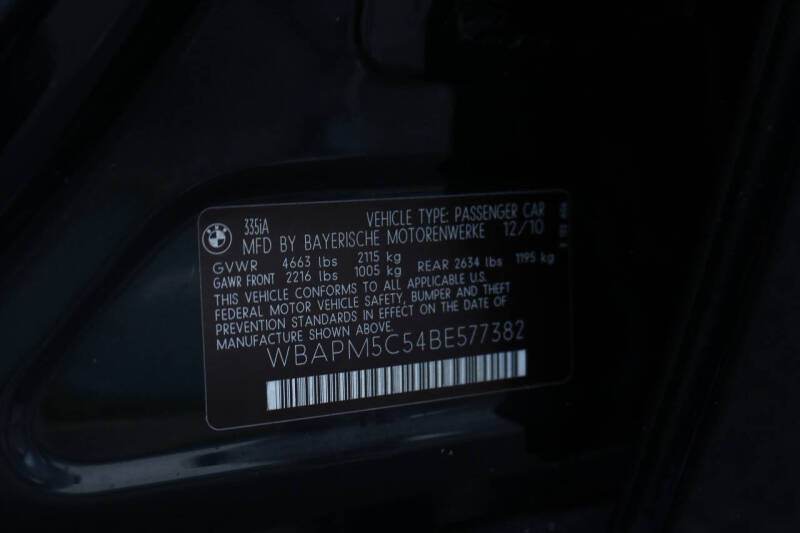 335iA VEHICLE TYPE: PASSENGER CAR
MFD BY BAYERISCHE MOTORENWERKE 12/10
GVWR 4663 lbs 2115 kg
GAWR FRONT 2216 lbs 1005 kg REAR 2634 lbs 1195 kg
THIS VEHICLE CONFORMS TO ALL APPLICABLE U.S.
FEDERAL MOTOR VEHICLE SAFETY, BUMPER AND THEFT
PREVENTION STANDARDS IN EFFECT ON THE DATE OF
MANUFACTURE SHOWN ABOVE.
WBAPM5C54BE577382